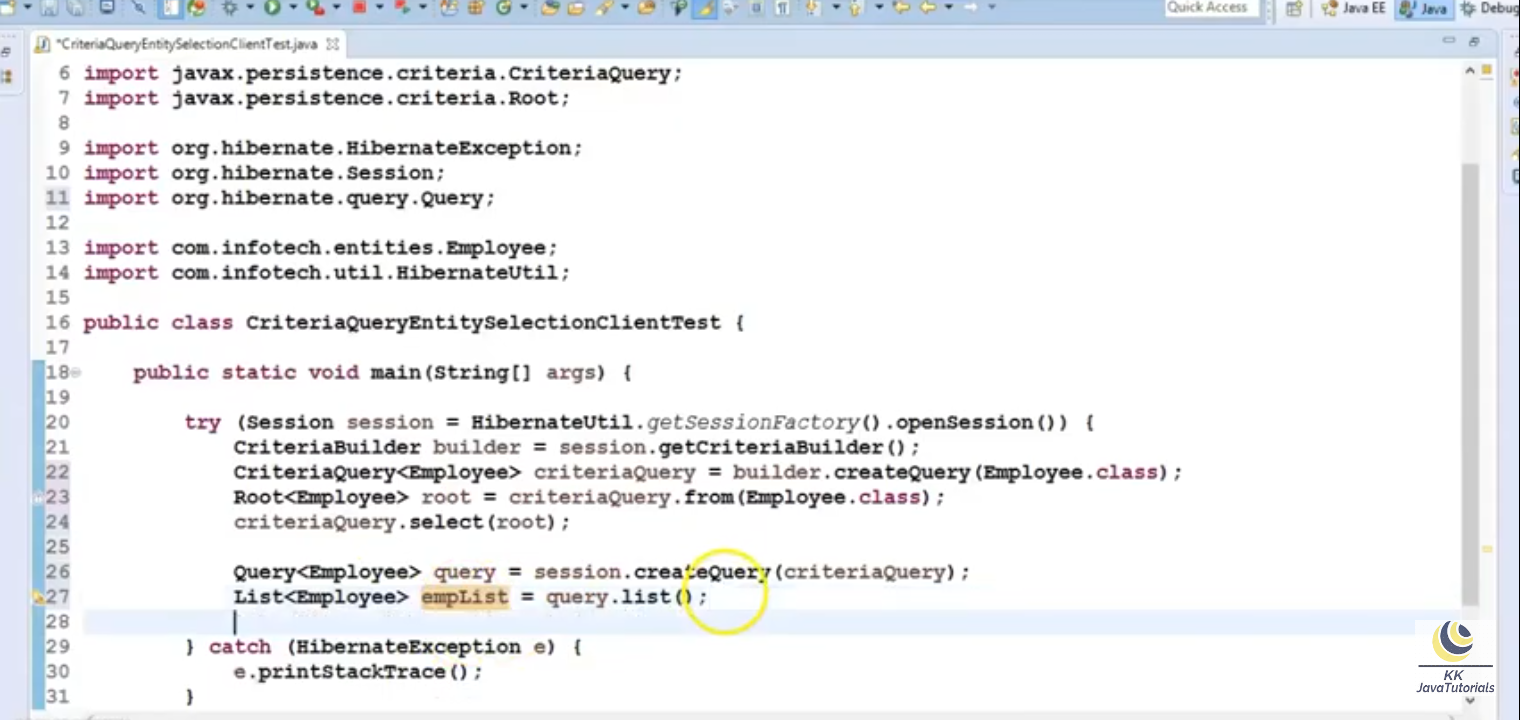 Quick Access
Java EE
Java
Debug
*CriteriaQueryEntitySelectionClientTest.java
6 import javax.persistence.criteria.CriteriaQuery;
7 import javax.persistence.criteria.Root;
8
9 import org.hibernate.HibernateException;
10 import org.hibernate.Session;
11 import org.hibernate.query.Query;
12
13 import com.infotech.entities.Employee;
14 import com.infotech.util.HibernateUtil;
15
16 public class CriteriaQueryEntitySelectionClientTest {
17
18 public static void main(String[] args) {
19
20 try (Session session = HibernateUtil.getSessionFactory().openSession()) {
21 CriteriaBuilder builder = session.getCriteriaBuilder();
22 CriteriaQuery<Employee> criteriaQuery = builder.createQuery(Employee.class);
23 Root<Employee> root = criteriaQuery.from(Employee.class);
24 criteriaQuery.select(root);
25
26 Query<Employee> query = session.createQuery(criteriaQuery);
27 List<Employee> empList = query.list();
28
29 } catch (HibernateException e) {
30 e.printStackTrace();
31 }
KK
JavaTutorials